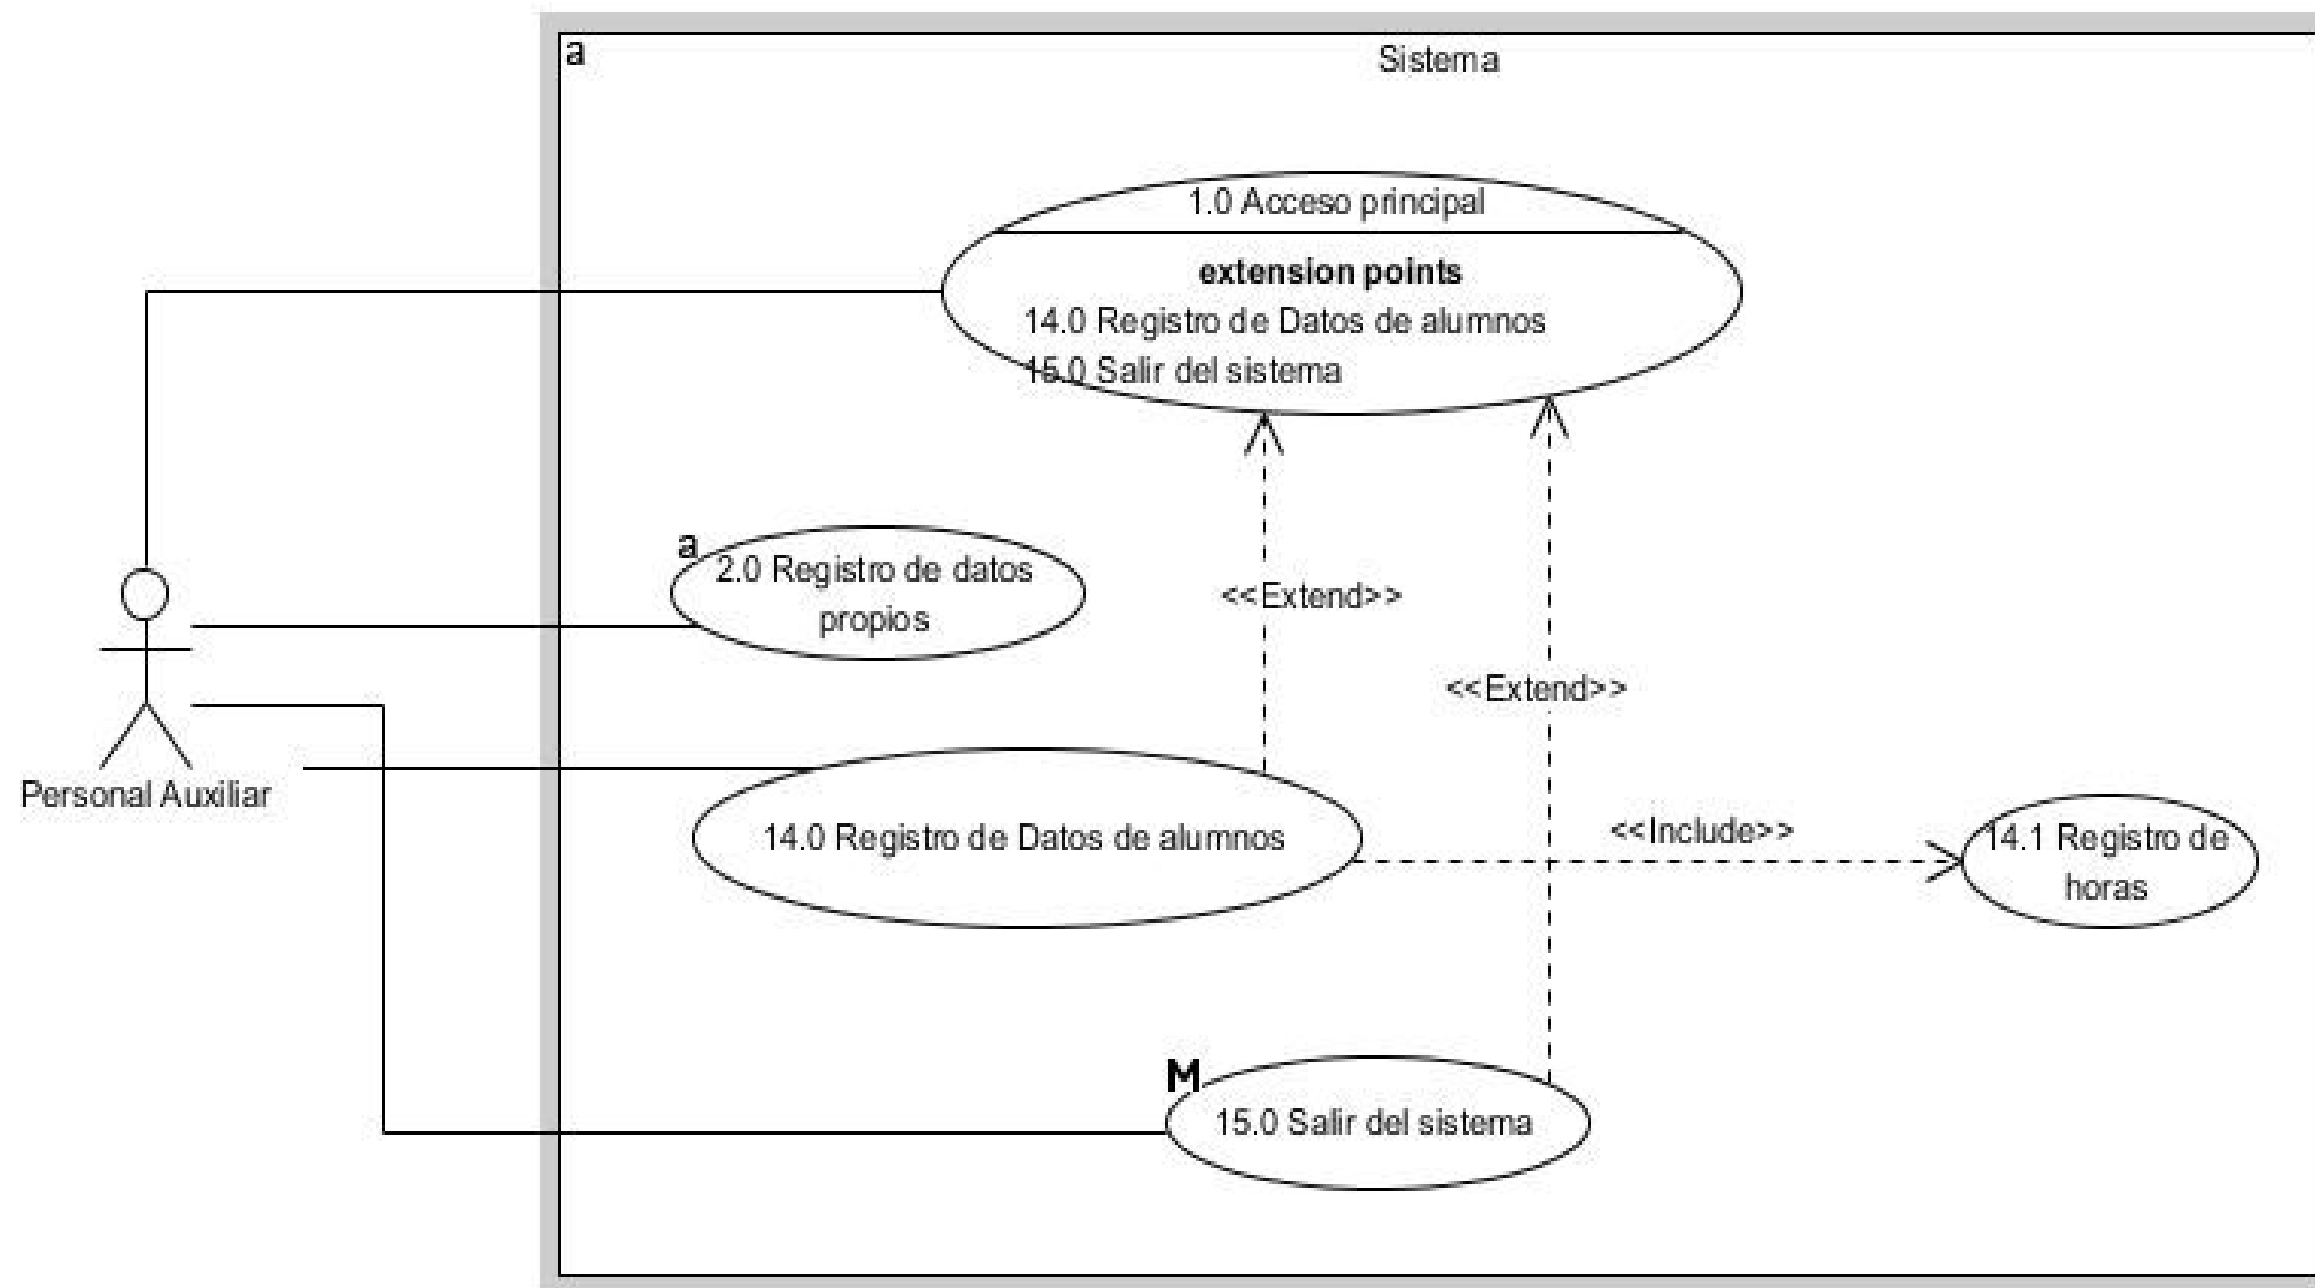 a
Sistema
1.0 Acceso principal
extension points
14.0 Registro de Datos de alumnos
15.0 Salir del sistema
a
2.0 Registro de datos
propios
<<Extend>>
<<Extend>>
Personal Auxiliar
14.0 Registro de Datos de alumnos
<<Include>>
14.1 Registro de
horas
M
15.0 Salir del sistema